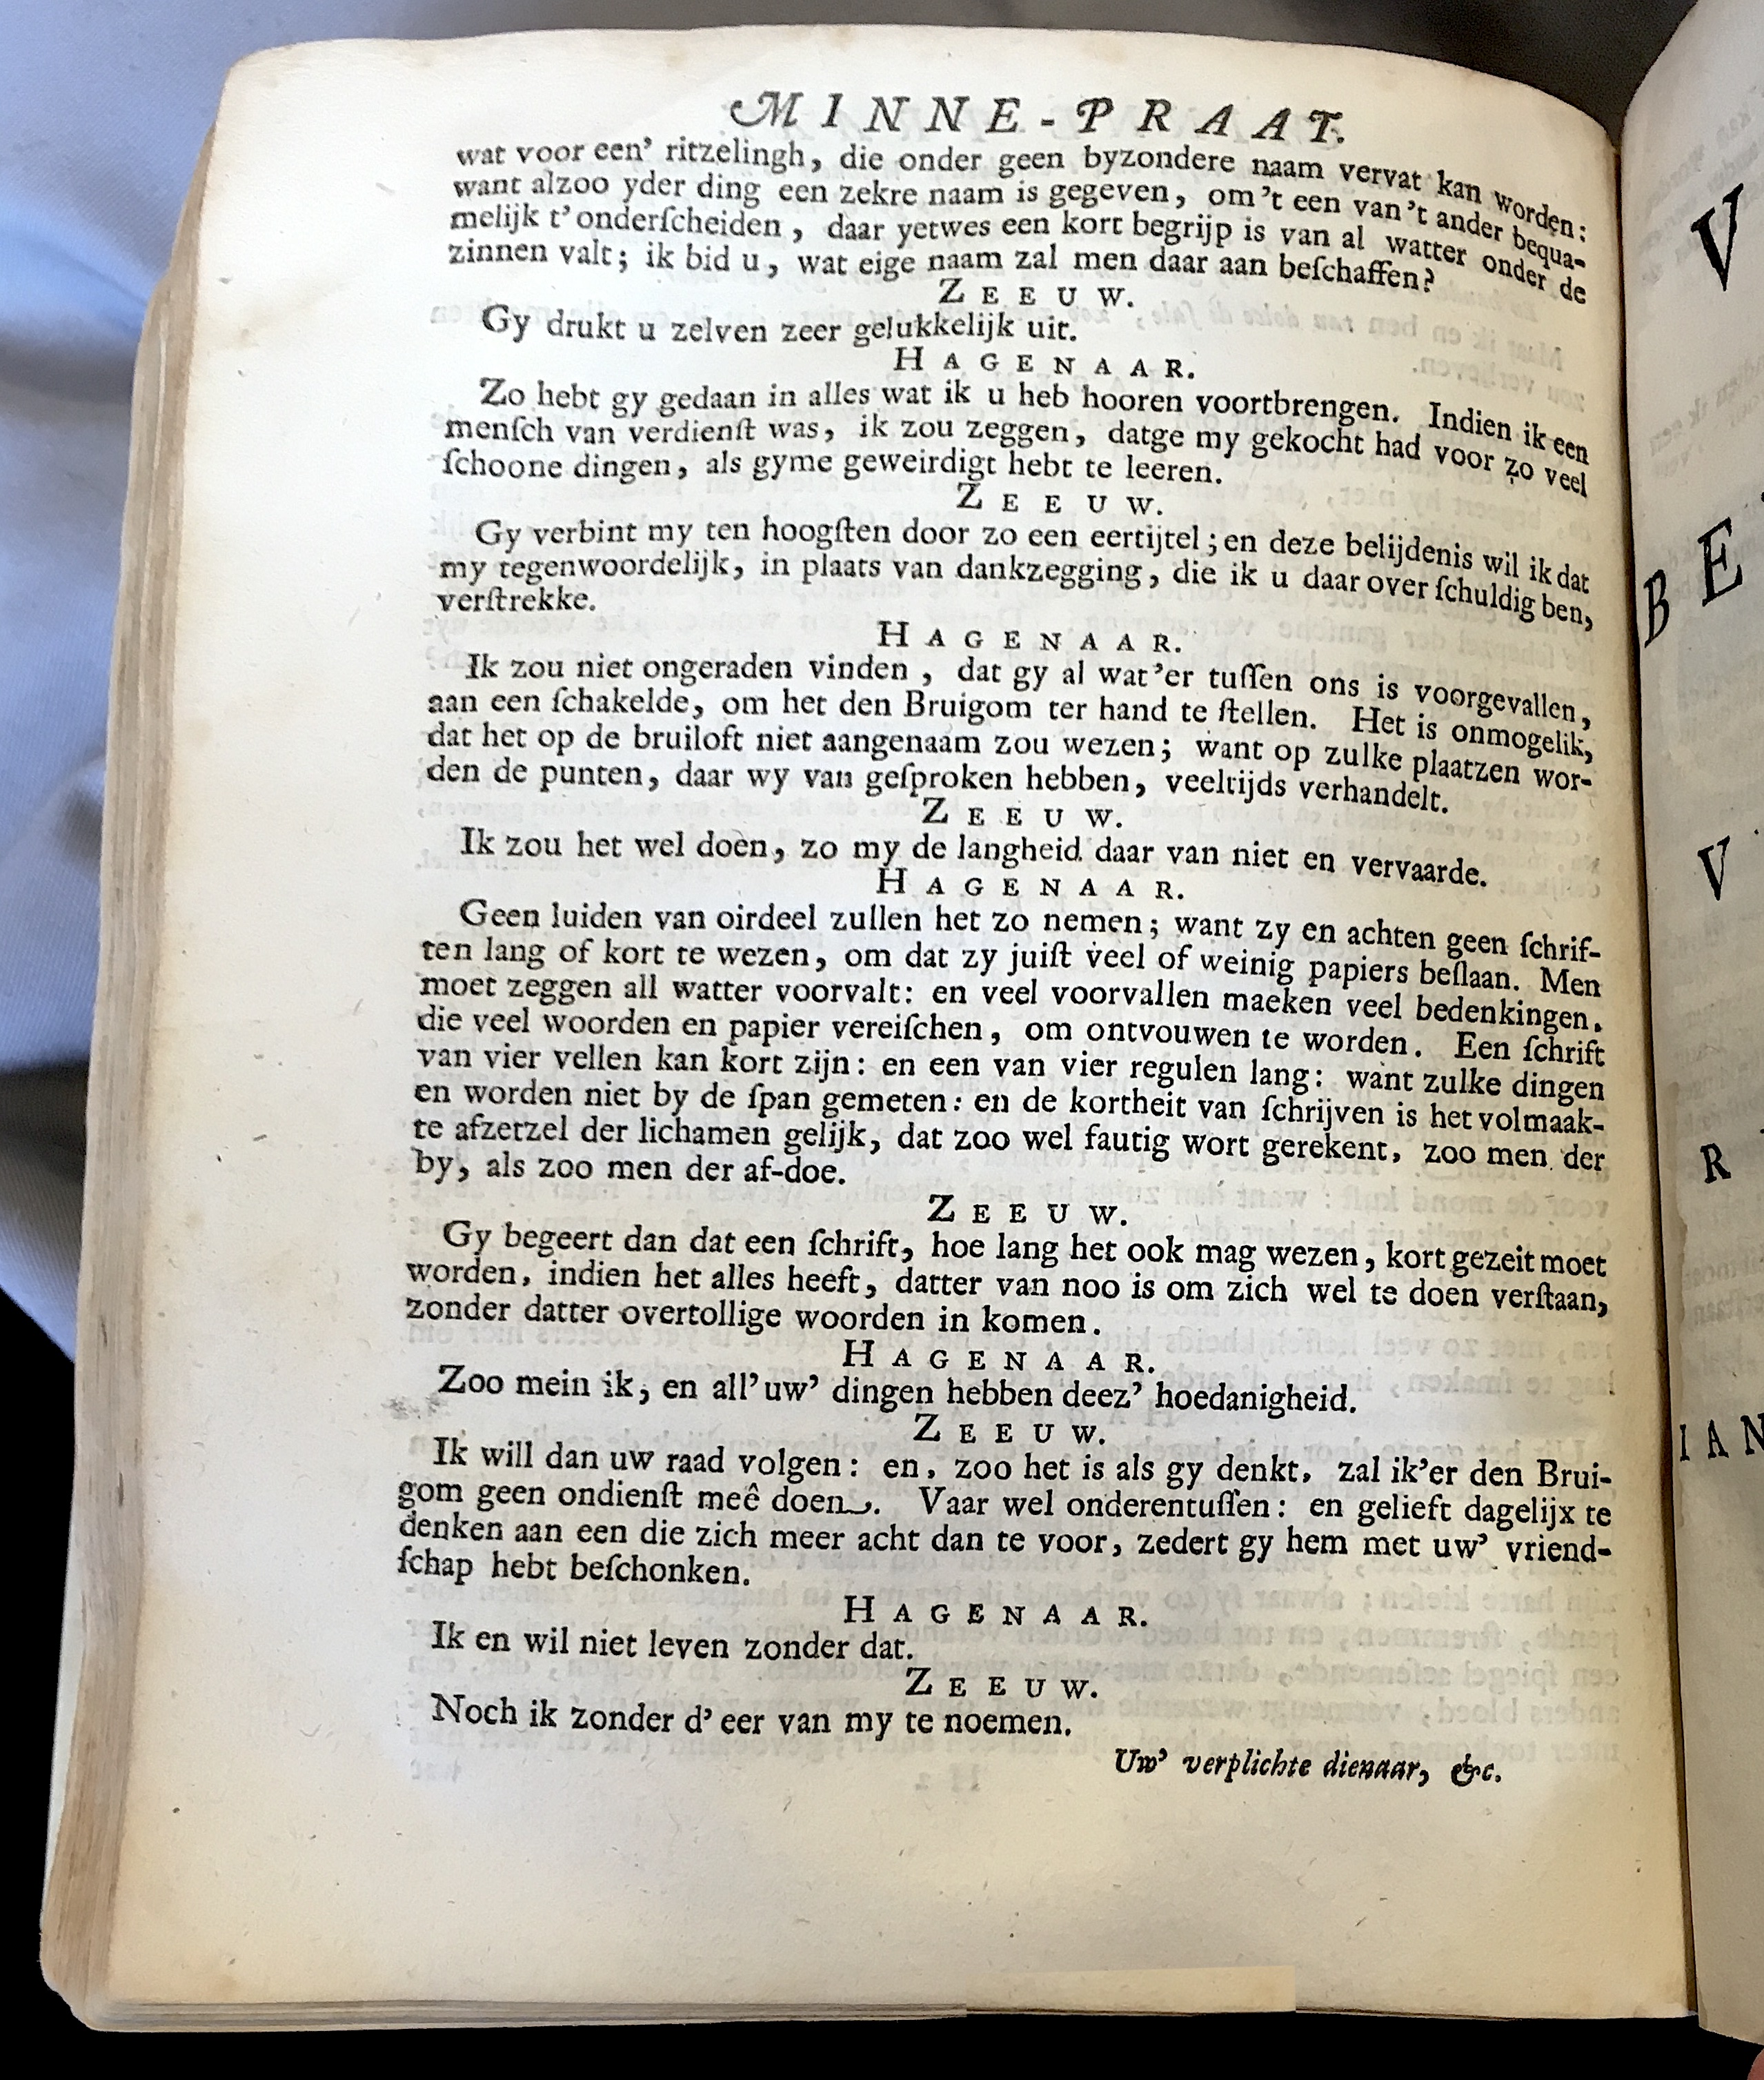 MINNE-PRAAT.
wat voor een’ ritzelingh, die onder geen byzondere naam vervat kan worden:
want alzoo yder ding een zekre naam is gegeven, om’t een van’t ander bequa-
melijk t’onderſcheiden, daar yetwes een kort begrijp is van al watter onder de
zinnen valt; ik bid u, wat eige naam zal men daar aan beſchaffen?
ZEEUW.
Gy drukt u zelven zeer gelukkelijk uit.
HAGENAAR.
Zo hebt gy gedaan in alles wat ik u heb hooren voortbrengen. Indien ik een
menſch van verdienſt was, ik zou zeggen, datge my gekocht had voor zo veel
ſchoone dingen, als gyme geweirdigt hebt te leeren.
ZEEUW.
Gy verbint my ten hoogſten door zo een eertijtel; en deze belijdenis wil ik dat
my tegenwoordelijk, in plaats van dankzegging, die ik u daar over ſchuldig ben,
verſtrekke.
HAGENAAR.
Ik zou niet ongeraden vinden, dat gy al wat’er tuſſen ons is voorgevallen,
aan een ſchakelde, om het den Bruigom ter hand te ſtellen. Het is onmogelik,
dat het op de bruiloft niet aangenaam zou wezen; want op zulke plaatzen wor-
den de punten, daar wy van geſproken hebben, veeltijds verhandelt.
ZEEUW.
Ik zou het wel doen, zo my de langheid daar van niet en vervaarde.
HAGENAAR.
Geen luiden van oirdeel zullen het zo nemen; want zy en achten geen ſchrif-
ten lang of kort te wezen, om dat zy juiſt veel of weinig papiers beſlaan. Men
moet zeggen all watter voorvalt: en veel voorvallen maeken veel bedenkingen.
die veel woorden en papier vereiſchen, om ontvouwen te worden. Een ſchrift
van vier vellen kan kort zijn: en een van vier regulen lang: want zulke dingen
en worden niet by de ſpan gemeten: en de kortheit van ſchrijven is het volmaak-
te afzetzel der lichamen gelijk, dat zoo wel fautig wort gerekent, zoo men der
by, als zoo men der af-doe.
ZEEUW.
Gy begeert dan dat een ſchrift, hoe lang het ook mag wezen, kort gezeit moet
worden, indien het alles heeft, datter van noo is om zich wel te doen verſtaan,
zonder datter overtollige woorden in komen.
HAGENAAR.
Zoo mein ik, en all’uw’ dingen hebben deez’ hoedanigheid.
ZEEUW.
Ik will dan uw raad volgen: en, zoo het is als gy denkt, zal ik’er den Brui-
gom geen ondienſt meê doen. Vaar wel onderentuſſen: en gelieft dagelijx te
denken aan een die zich meer acht dan te voor, zedert gy hem met uw’ vriend-
ſchap hebt beſchonken.
HAGENAAR.
Ik en wil niet leven zonder dat.
ZEEUW.
Noch ik zonder d’eer van my te noemen.
Uw’ verplichte dienaar, &c.
V
BE
V
R
IAN